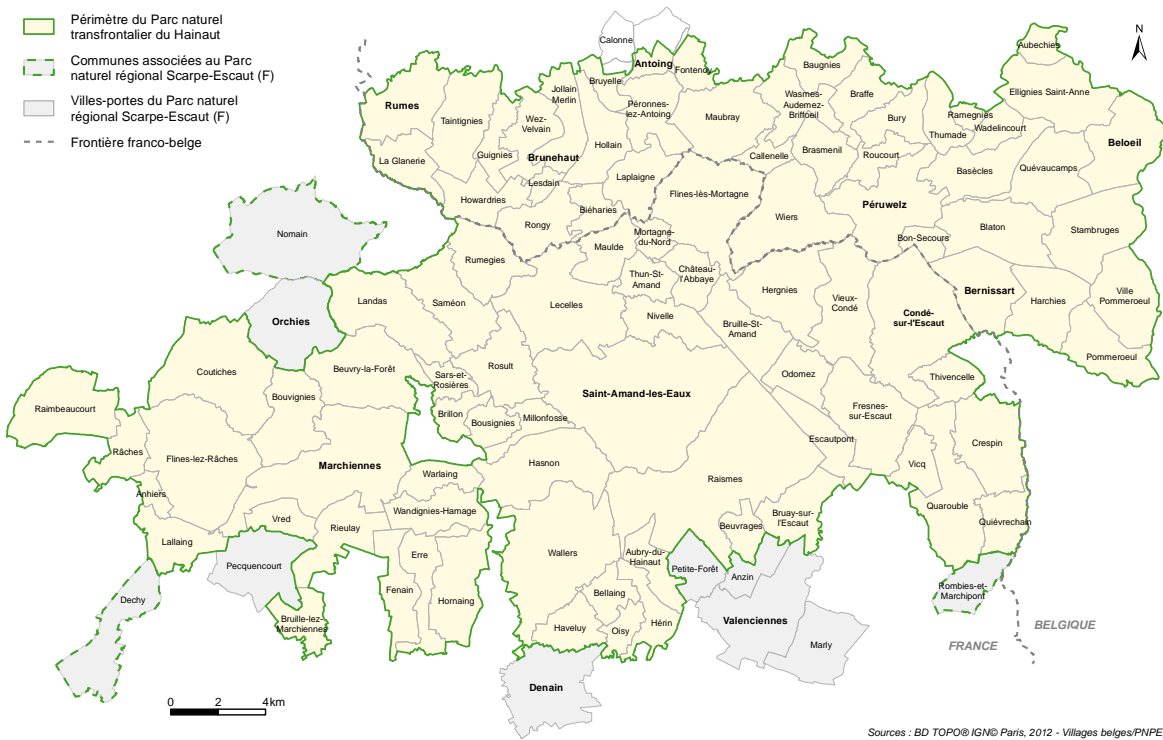 Périmètre du Parc naturel
transfrontalier du Hainaut
Communes associées au Parc
naturel régional Scarpe-Escaut (F)
Villes-portes du Parc naturel
régional Scarpe-Escaut (F)
Frontière franco-belge
N
Calonne
Antoing
Fontenoy
Bruyelle
Jollain
Merlin
Péronnes-
lez-Antoing
Rumes
Taintignies
Wez-
Velvain
Guignies
Brunehaut
Hollain
La Glanerie
Lesdain
Laplaigne
Howardries
Rongy
Bléharies
Maubray
Baugnies
Wasmes-
Audemez-
Briffoeil
Braffe
Bury
Callenelle
Brasmenil
Roucourt
Aubechies
Ellignies Saint-Anne
Ramegnies
Thumade
Wadelincourt
Beloeil
Basècles
Quévaucamps
Péruwelz
Wiers
Bon-Secours
Blaton
Stambruges
Bernissart
Harchies
Ville
Pommeroeul
Pommeroeul
Flines-lès-Mortagne
Mortagne-
du-Nord
Maulde
Thun-St-
Amand
Château-
l'Abbaye
Nomain
Rumegies
Landas
Saméon
Lecelles
Nivelle
Bruille-St-
Amand
Hergnies
Vieux-
Condé
Condé-
sur-l'Escaut
Orchies
Coutiches
Beuvry-la-Forêt
Bouvignies
Sars-et-
Rosières
Rosult
Brillon
Bousignies
Millonfosse
Saint-Amand-les-Eaux
Odomez
Fresnes-
sur-Escaut
Escautpont
Thivencelle
Crespin
Vicq
Quarouble
Quiévrechain
Raimbeaucourt
Râches
Flines-lez-Râches
Marchiennes
Anhiers
Lallaing
Vred
Rieulay
Warlaing
Wandignies-Hamage
Hasnon
Raismes
Erre
Fenain
Hornaing
Wallers
Aubry-du-
Hainaut
Beuvrages
Bruay-sur-
l'Escaut
Petite-Forêt
Anzin
Bellaing
Haveluy
Oisy
Hérin
Valenciennes
Marly
Pecquencourt
Dechy
Bruille-lez-
Marchiennes
Denain
Rombies-et-
Marchipont
BELGIQUE
FRANCE
0 2 4km
Sources : BD TOPO® IGN© Paris, 2012 - Villages belges/PNPE